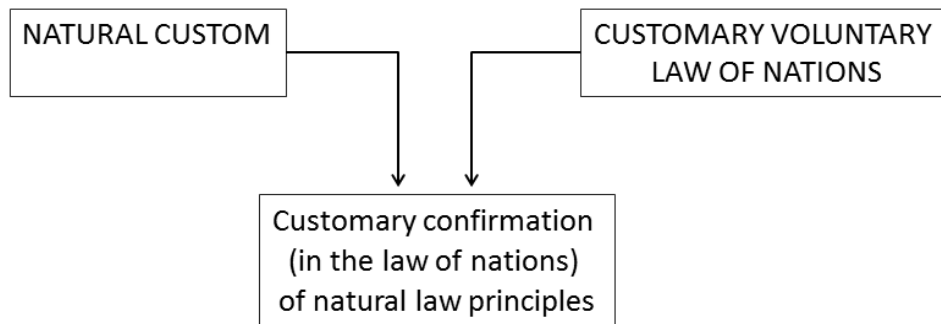 NATURAL CUSTOM
CUSTOMARY VOLUNTARY
LAW OF NATIONS
Customary confirmation
(in the law of nations)
of natural law principles